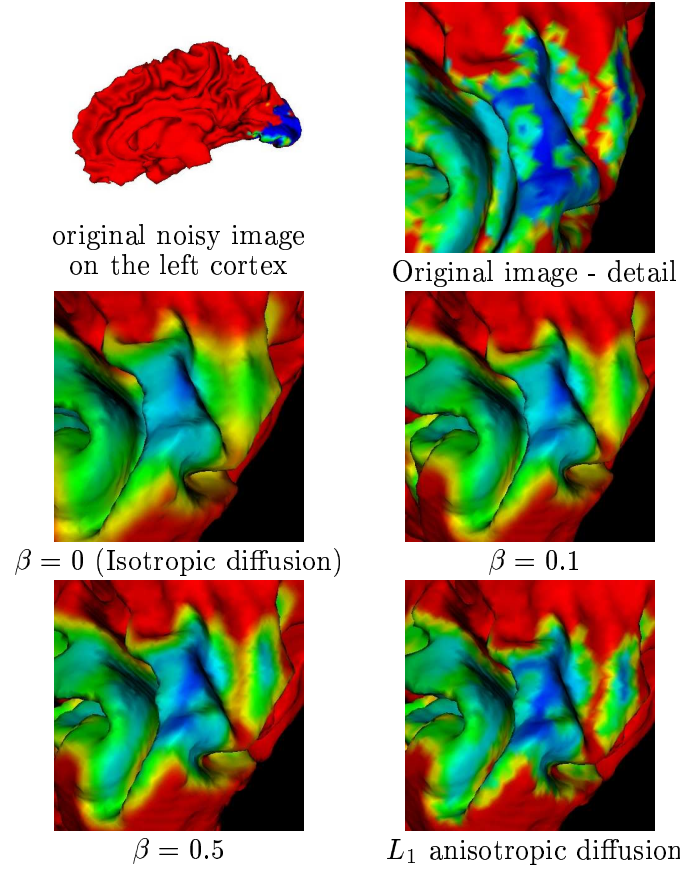 original noisy image
on the left cortex
Original image - detail
β = 0 (Isotropic diffusion)
β = 0.1
β = 0.5
L₁ anisotropic diffusion